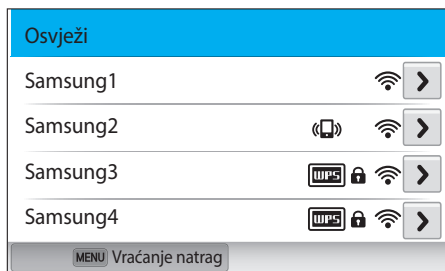 Osvježi
Samsung1
Samsung2
WPS
Samsung3
WPS
Samsung4
MENU Vraćanje natrag